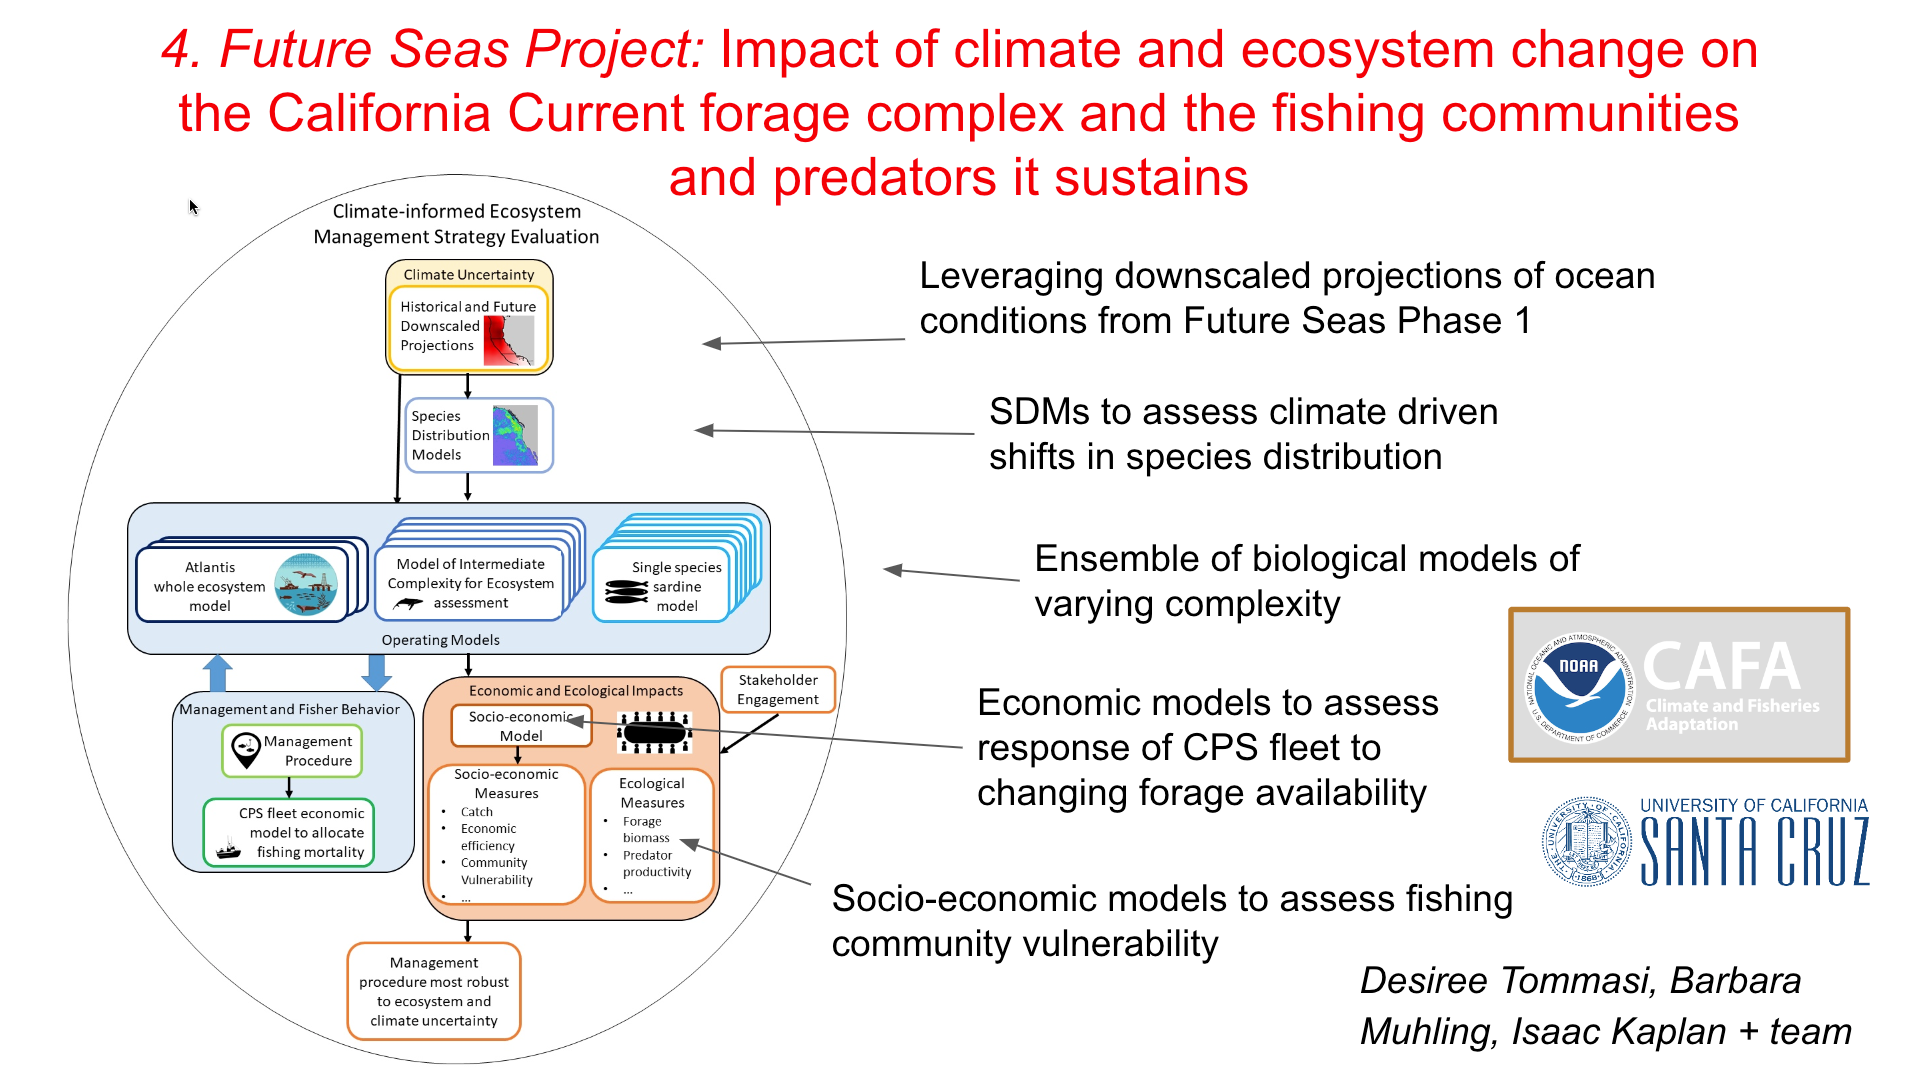 4. Future Seas Project: Impact of climate and ecosystem change on
the California Current forage complex and the fishing communities
and predators it sustains
Climate-informed Ecosystem
Management Strategy Evaluation
Climate Uncertainty
Historical and Future
Downscaled
Projections
Species
Distribution
Models
Atlantis
whole ecosystem
model
Model of Intermediate
Complexity for Ecosystem
assessment
Single species
sardine
model
Operating Models
Management and Fisher Behavior
Management
Procedure
CPS fleet economic
model to allocate
fishing mortality
Economic and Ecological Impacts
Socio-economic
Model
Stakeholder
Engagement
Socio-economic
Measures
• Catch
• Economic
efficiency
• Community
Vulnerability
• ...
Ecological
Measures
• Forage
biomass
• Predator
productivity
• ...
Management
procedure most robust
to ecosystem and
climate uncertainty
Leveraging downscaled projections of ocean
conditions from Future Seas Phase 1
SDMs to assess climate driven
shifts in species distribution
Ensemble of biological models of
varying complexity
Economic models to assess
response of CPS fleet to
changing forage availability
Socio-economic models to assess fishing
community vulnerability
NATIONAL OCEANIC AND ATMOSPHERIC ADMINISTRATION
NOAA
U.S. DEPARTMENT OF COMMERCE
CAFA
Climate and Fisheries
Adaptation
THE UNIVERSITY OF CALIFORNIA
1868
UNIVERSITY OF CALIFORNIA
SANTA CRUZ
Desiree Tommasi, Barbara
Muhling, Isaac Kaplan + team